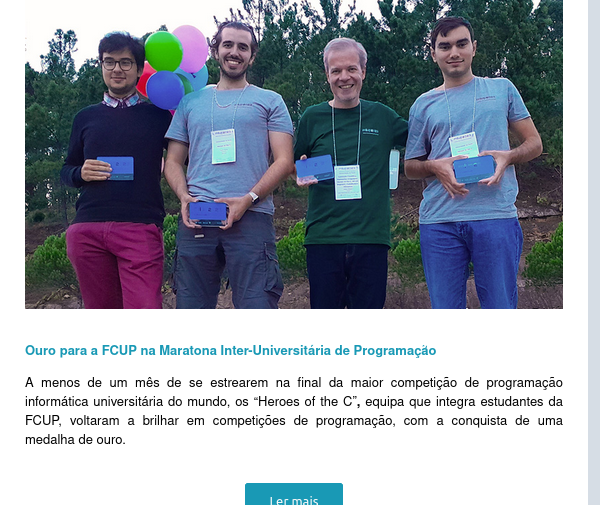 Ouro para a FCUP na Maratona Inter-Universitária de Programação
A menos de um mês de se estrearem na final da maior competição de programação
informática universitária do mundo, os “Heroes of the C”, equipa que integra estudantes da
FCUP, voltaram a brilhar em competições de programação, com a conquista de uma
medalha de ouro.
Ler mais